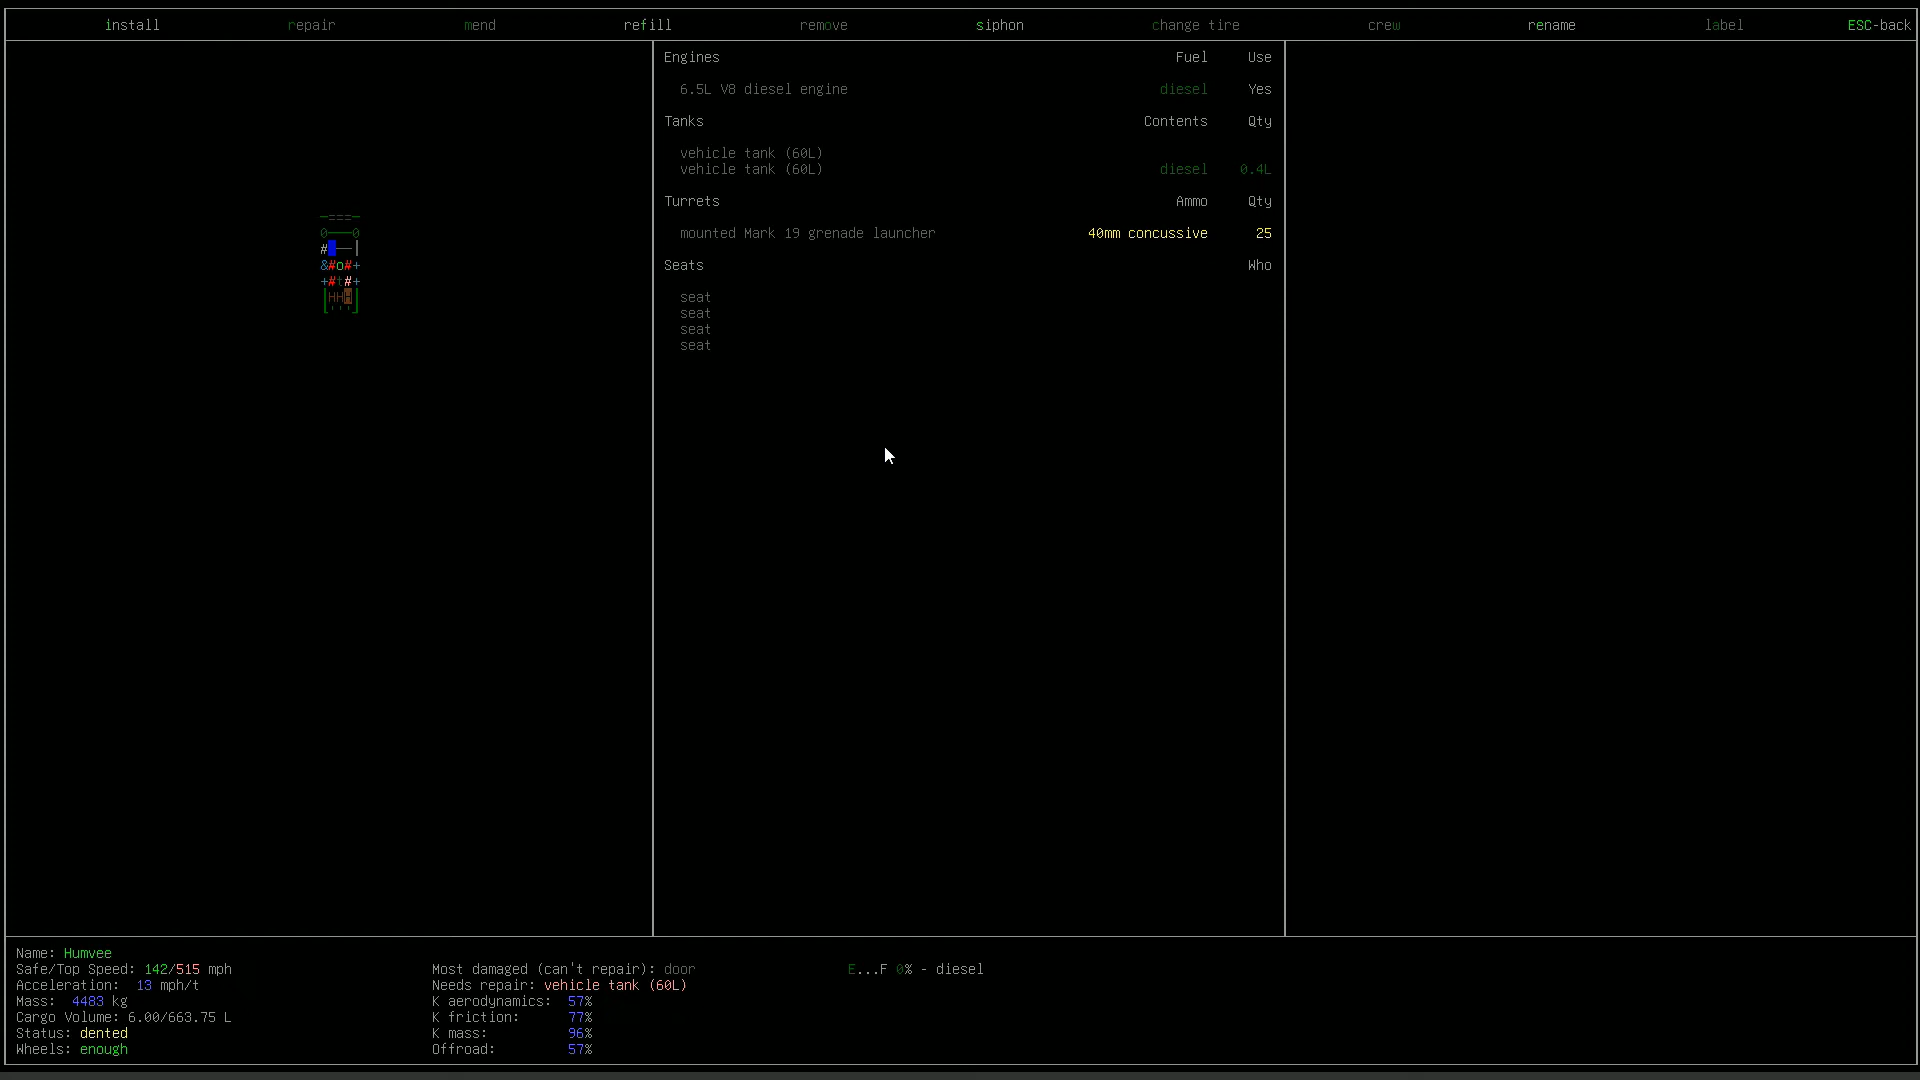 install repair mend refill remove siphon change tire crew rename label ESC-back
Engines Fuel Use
6.5L V8 diesel engine diesel Yes
Tanks Contents Qty
vehicle tank (60L)
vehicle tank (60L) diesel 0.4L
Turrets Ammo Qty
mounted Mark 19 grenade launcher 40mm concussive 25
Seats Who
seat
seat
seat
seat
Name: Humvee
Safe/Top Speed: 142/515 mph
Acceleration: 13 mph/t
Mass: 4483 kg
Cargo Volume: 6.00/663.75 L
Status: dented
Wheels: enough
Most damaged (can't repair): door
Needs repair: vehicle tank (60L)
K aerodynamics: 57%
K friction: 77%
K mass: 96%
Offroad: 57%
E...F 0% - diesel